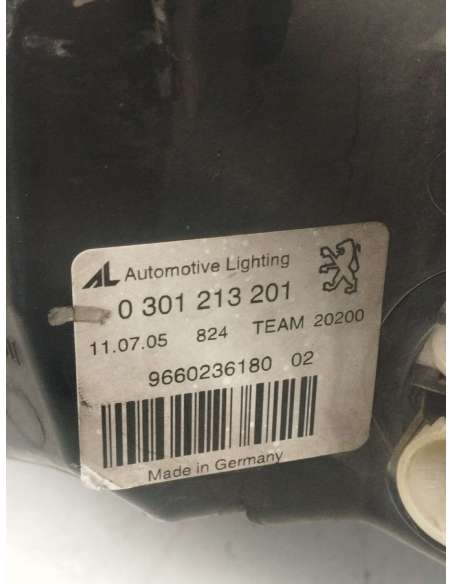 AL Automotive Lighting
0 301 213 201
11.07.05 824 TEAM 20200
9660236180 02
Made in Germany